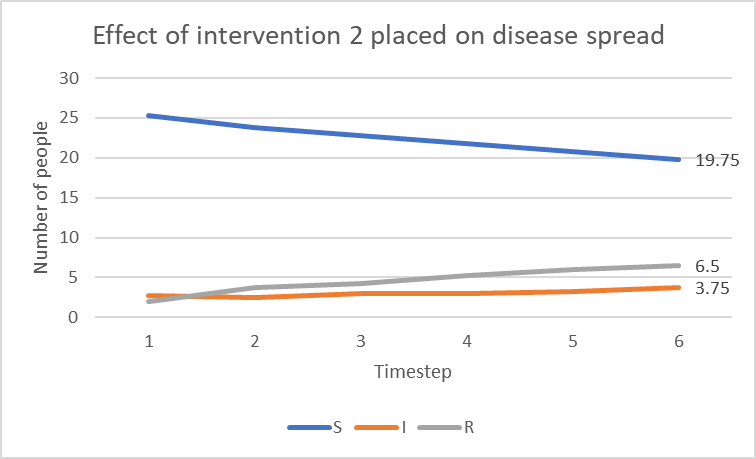 Effect of intervention 2 placed on disease spread
Number of people
30
25
20
15
10
5
0
19.75
6.5
3.75
1 2 3 4 5 6
Timestep
S I R